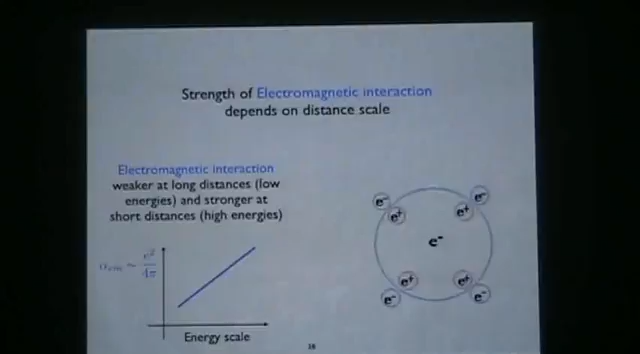 Strength of Electromagnetic interaction
depends on distance scale
Electromagnetic interaction
weaker at long distances (low
energies) and stronger at
short distances (high energies)
α_em ~ e²/4π
Energy scale
e⁻ e⁻
e⁺ e⁺
e⁻
e⁺ e⁺
e⁻ e⁻